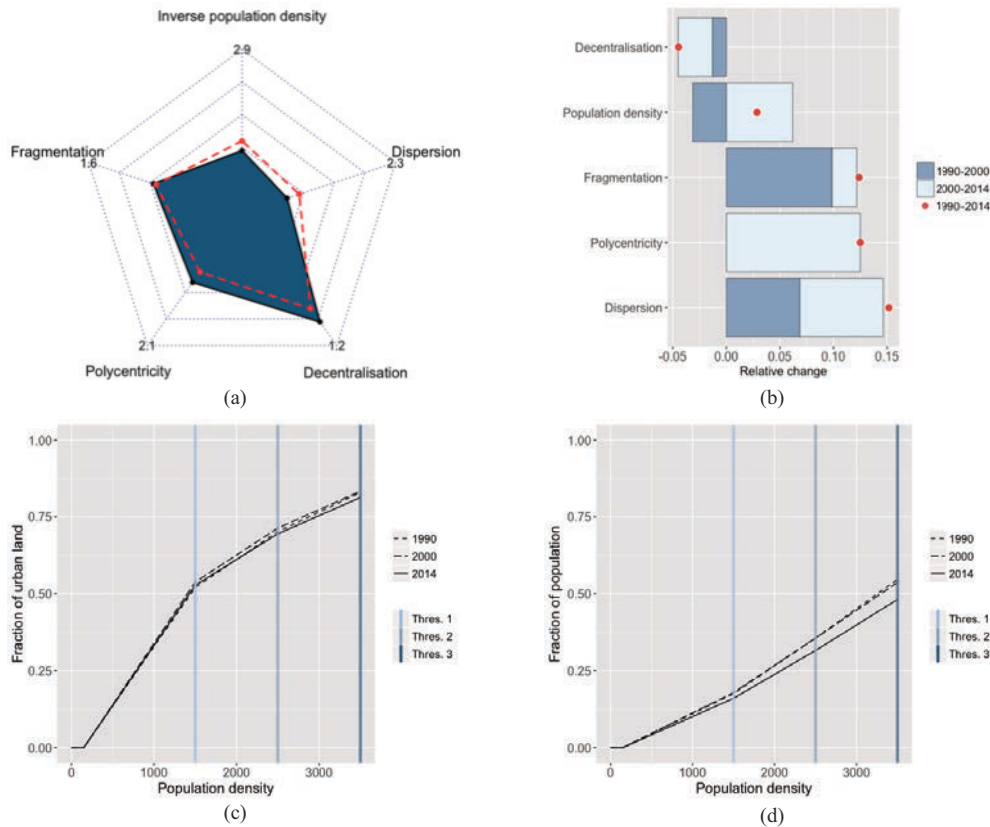 Inverse population density
2.9
Fragmentation
1.6
Dispersion
2.3
2.1
1.2
Polycentricity
Decentralisation
(a)
Decentralisation
Population density
Fragmentation
Polycentricity
Dispersion
-0.05
0.00
0.05
0.10
0.15
Relative change
1990-2000
2000-2014
1990-2014
(b)
Fraction of urban land
1.00
0.75
0.50
0.25
0.00
0
1000
2000
3000
Population density
1990
2000
2014
Thres. 1
Thres. 2
Thres. 3
(c)
Fraction of population
1.00
0.75
0.50
0.25
0.00
0
1000
2000
3000
Population density
1990
2000
2014
Thres. 1
Thres. 2
Thres. 3
(d)